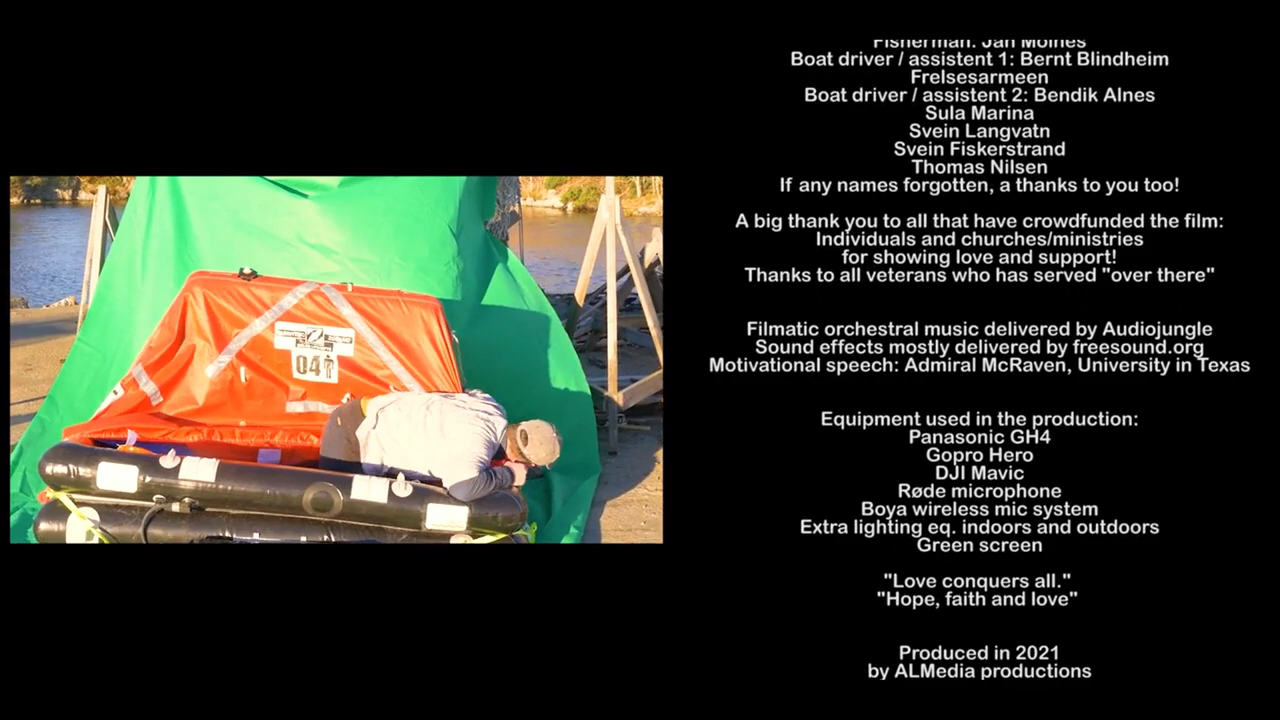 04
Fisherman: Jan Molnes
Boat driver / assistent 1: Bernt Blindheim
Frelsesarmeen
Boat driver / assistent 2: Bendik Alnes
Sula Marina
Svein Langvatn
Svein Fiskerstrand
Thomas Nilsen
If any names forgotten, a thanks to you too!
A big thank you to all that have crowdfunded the film:
Individuals and churches/ministries
for showing love and support!
Thanks to all veterans who has served "over there"
Filmatic orchestral music delivered by Audiojungle
Sound effects mostly delivered by freesound.org
Motivational speech: Admiral McRaven, University in Texas
Equipment used in the production:
Panasonic GH4
Gopro Hero
DJI Mavic
Røde microphone
Boya wireless mic system
Extra lighting eq. indoors and outdoors
Green screen
"Love conquers all."
"Hope, faith and love"
Produced in 2021
by ALMedia productions